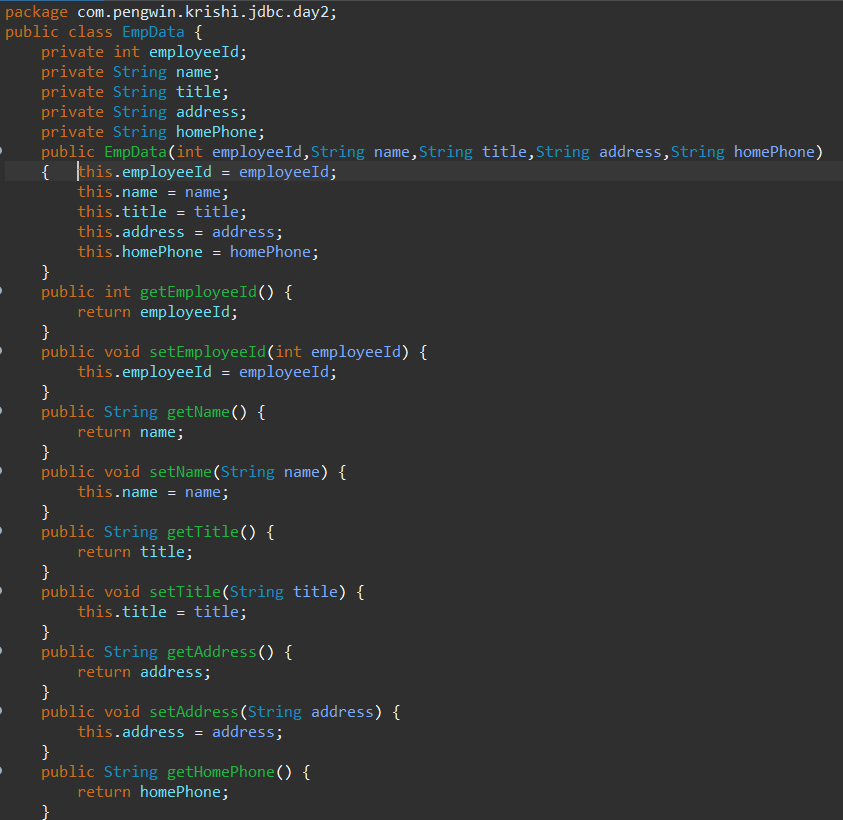 package com.pengwin.krishi.jdbc.day2;
public class EmpData {
    private int employeeId;
    private String name;
    private String title;
    private String address;
    private String homePhone;
    public EmpData(int employeeId,String name,String title,String address,String homePhone)
    {   this.employeeId = employeeId;
        this.name = name;
        this.title = title;
        this.address = address;
        this.homePhone = homePhone;
    }
    public int getEmployeeId() {
        return employeeId;
    }
    public void setEmployeeId(int employeeId) {
        this.employeeId = employeeId;
    }
    public String getName() {
        return name;
    }
    public void setName(String name) {
        this.name = name;
    }
    public String getTitle() {
        return title;
    }
    public void setTitle(String title) {
        this.title = title;
    }
    public String getAddress() {
        return address;
    }
    public void setAddress(String address) {
        this.address = address;
    }
    public String getHomePhone() {
        return homePhone;
    }